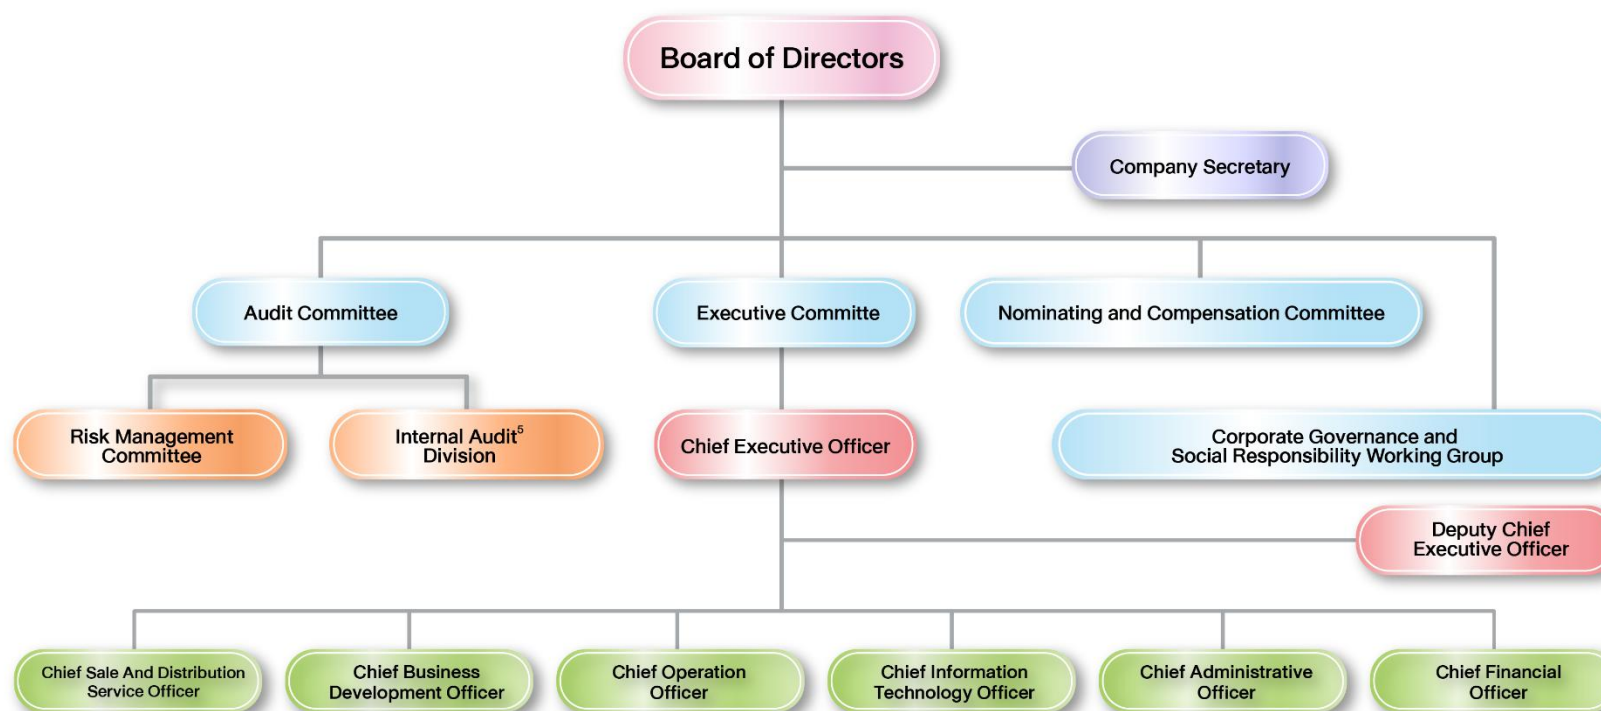 Board of Directors
Company Secretary
Audit Committee
Executive Committe
Nominating and Compensation Committee
Risk Management
Committee
Internal Audit⁵
Division
Chief Executive Officer
Corporate Governance and
Social Responsibility Working Group
Deputy Chief
Executive Officer
Chief Sale And Distribution
Service Officer
Chief Business
Development Officer
Chief Operation
Officer
Chief Information
Technology Officer
Chief Administrative
Officer
Chief Financial
Officer